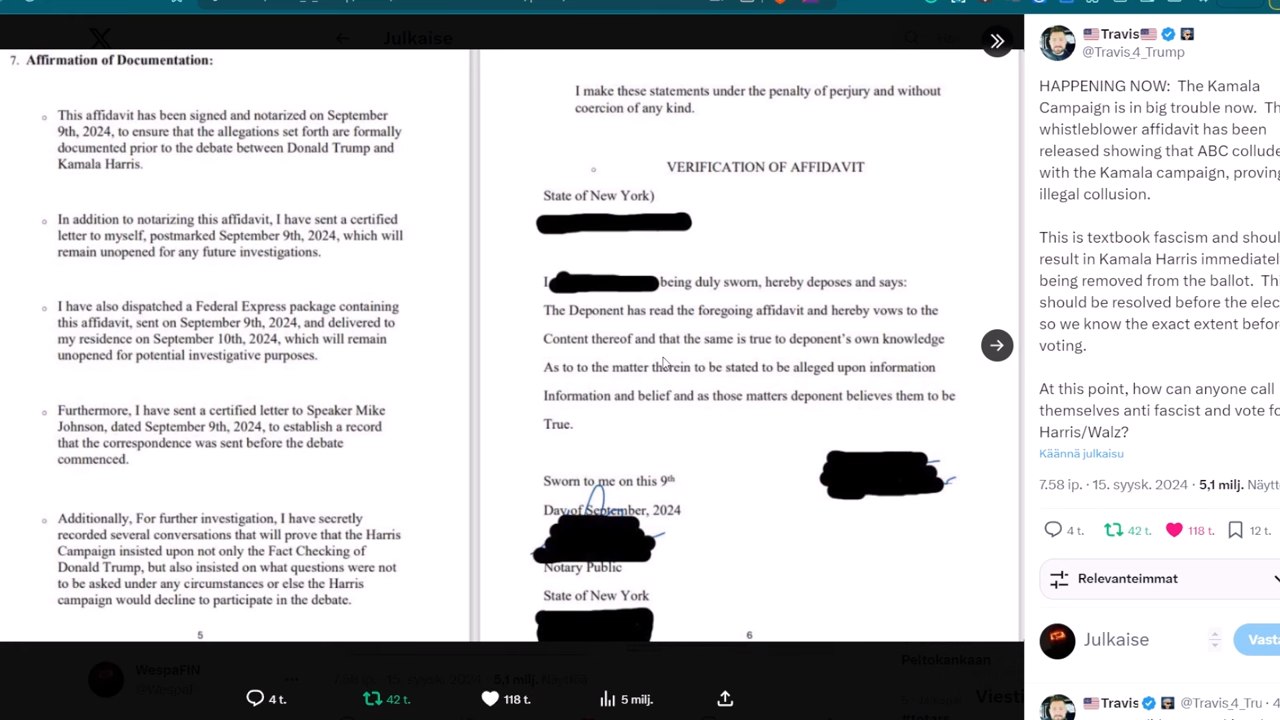 Julkaise
7. Affirmation of Documentation:
This affidavit has been signed and notarized on September
9th, 2024, to ensure that the allegations set forth are formally
documented prior to the debate between Donald Trump and
Kamala Harris.
In addition to notarizing this affidavit, I have sent a certified
letter to myself, postmarked September 9th, 2024, which will
remain unopened for any future investigations.
I have also dispatched a Federal Express package containing
this affidavit, sent on September 9th, 2024, and delivered to
my residence on September 10th, 2024, which will remain
unopened for potential investigative purposes.
Furthermore, I have sent a certified letter to Speaker Mike
Johnson, dated September 9th, 2024, to establish a record
that the correspondence was sent before the debate
commenced.
Additionally, For further investigation, I have secretly
recorded several conversations that will prove that the Harris
Campaign insisted upon not only the Fact Checking of
Donald Trump, but also insisted on what questions were not
to be asked under any circumstances or else the Harris
campaign would decline to participate in the debate.
5
I make these statements under the penalty of perjury and without
coercion of any kind.
VERIFICATION OF AFFIDAVIT
State of New York)
I, being duly sworn, hereby deposes and says:
The Deponent has read the foregoing affidavit and hereby vows to the
Content thereof and that the same is true to deponent's own knowledge
As to to the matter therein to be stated to be alleged upon information
Information and belief and as those matters deponent believes them to be
True.
Sworn to me on this 9th
Day of September, 2024
Notary Public
State of New York
6
Travis
@Travis_4_Trump
HAPPENING NOW: The Kamala
Campaign is in big trouble now. Th
whistleblower affidavit has been
released showing that ABC collude
with the Kamala campaign, proving
illegal collusion.
This is textbook fascism and shou
result in Kamala Harris immediate
being removed from the ballot. Th
should be resolved before the elec
so we know the exact extent befor
voting.
At this point, how can anyone call
themselves anti fascist and vote fo
Harris/Walz?
Käännä julkaisu
7.58 ip. · 15. syysk. 2024 · 5,1 milj. Näytt
4 t. 42 t. 118 t. 12 t.
Relevanteimmat
Julkaise
Vasta
Travis @Travis_4_Tru · 4
WespaFIN
@WespaF
Peltokankaan
Viesti
4 t. 42 t. 118 t. 5 milj.